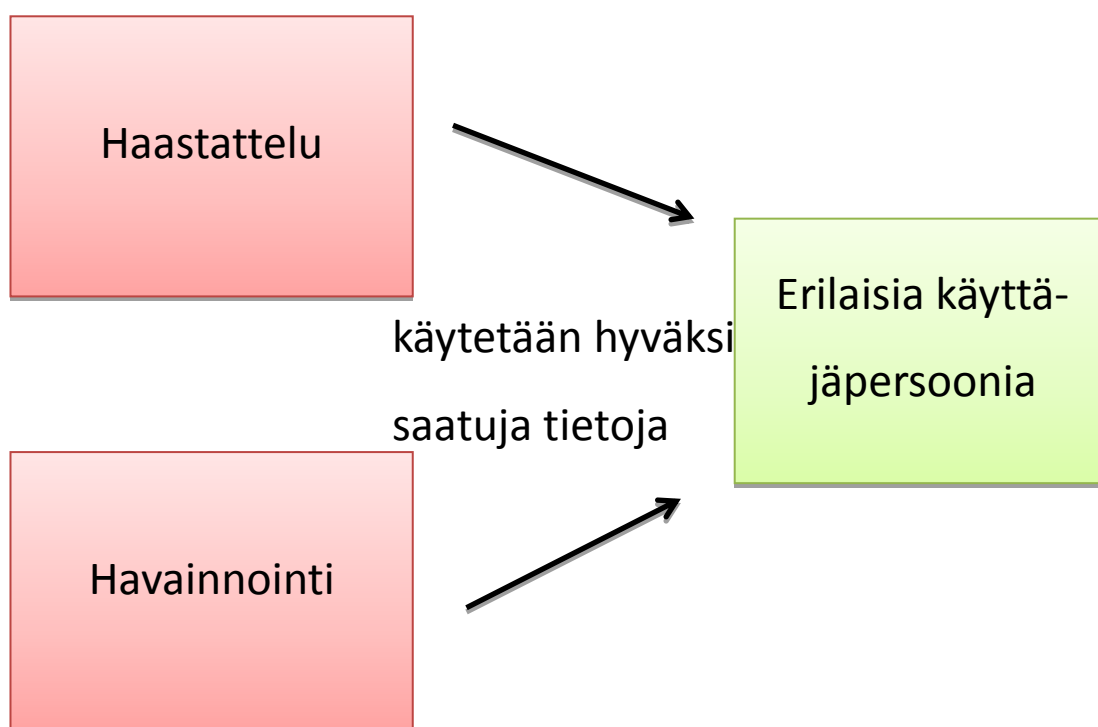 Haastattelu
käytetään hyväksi
saatuja tietoja
Erilaisia käyttä-
jäpersoonia
Havainnointi